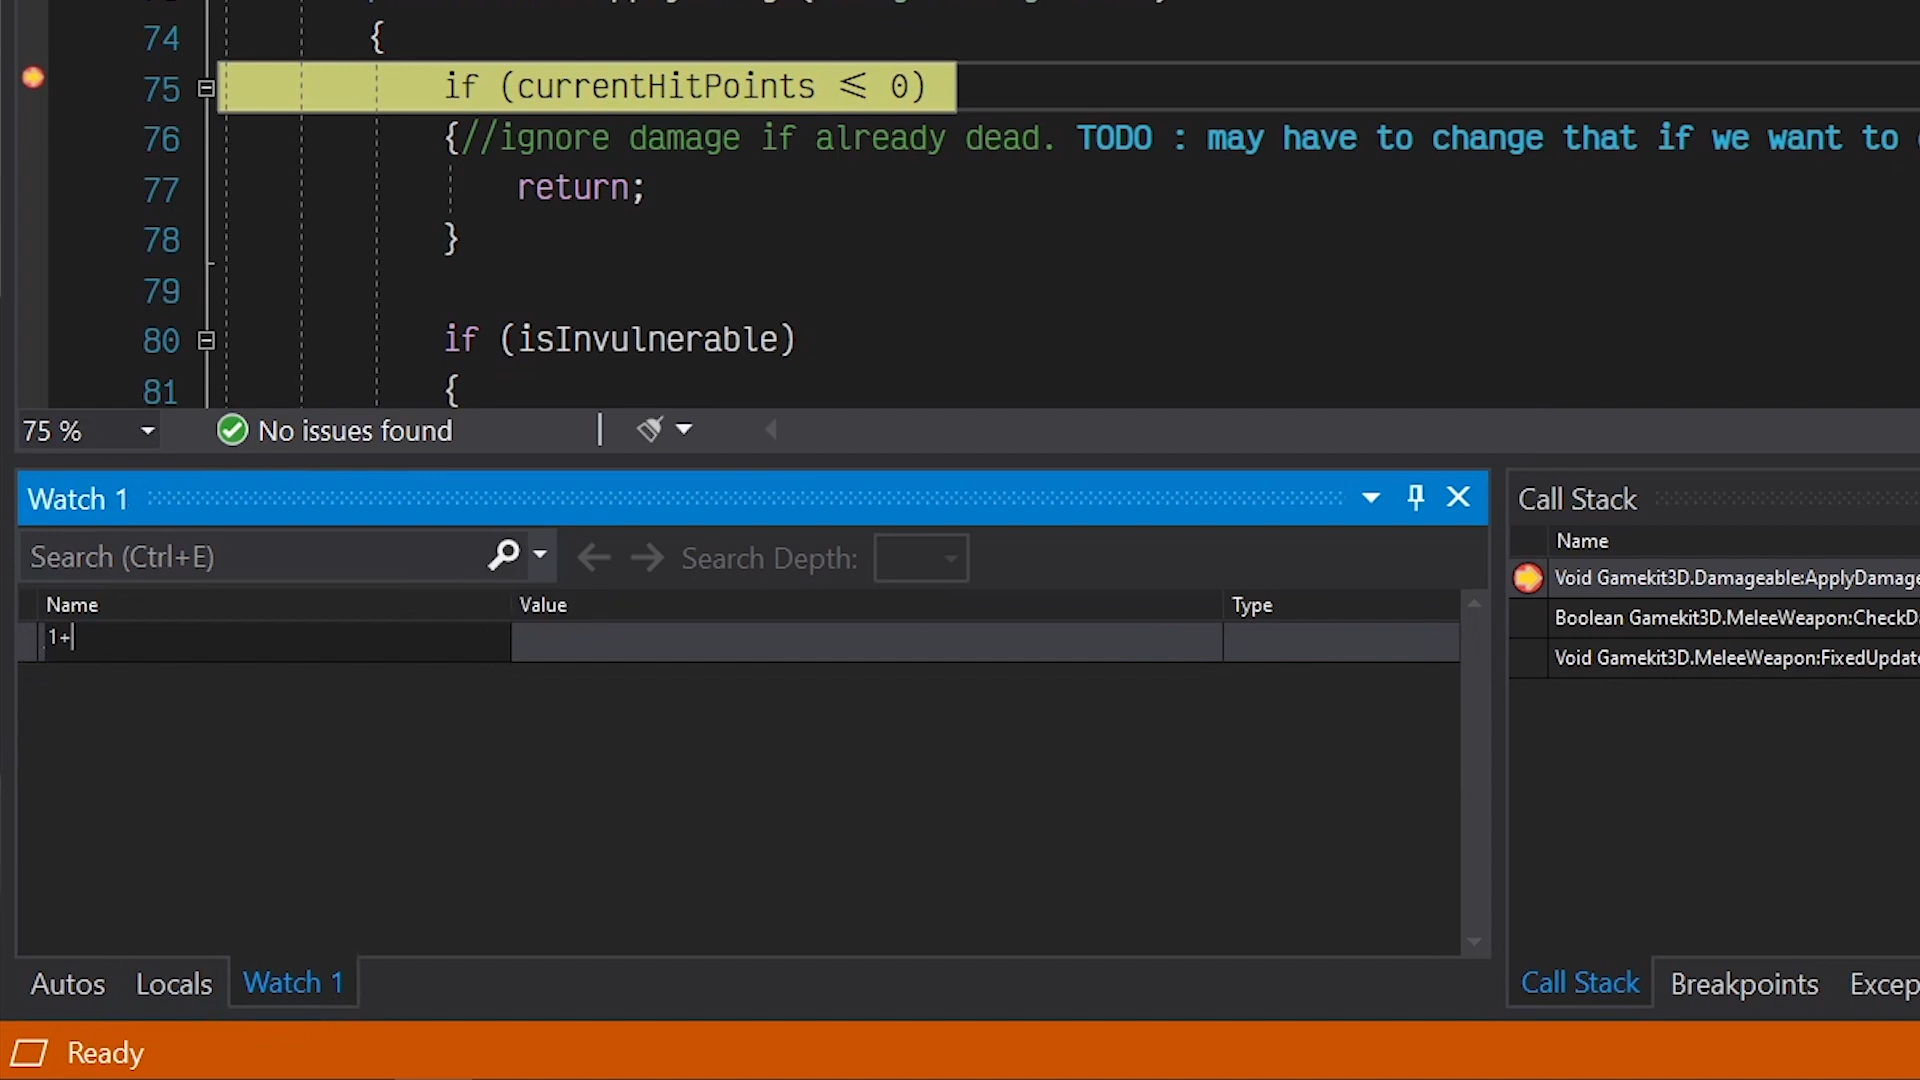 74 {
75 if (currentHitPoints ≤ 0)
76 {//ignore damage if already dead. TODO : may have to change that if we want to
77 return;
78 }
79
80 if (isInvulnerable)
81 {
75 % No issues found
Watch 1
Search (Ctrl+E) Search Depth:
Name Value Type
1+
Autos Locals Watch 1
Call Stack
Name
Void Gamekit3D.Damageable:ApplyDamage
Boolean Gamekit3D.MeleeWeapon:CheckDa
Void Gamekit3D.MeleeWeapon:FixedUpdate
Call Stack Breakpoints Excep
Ready